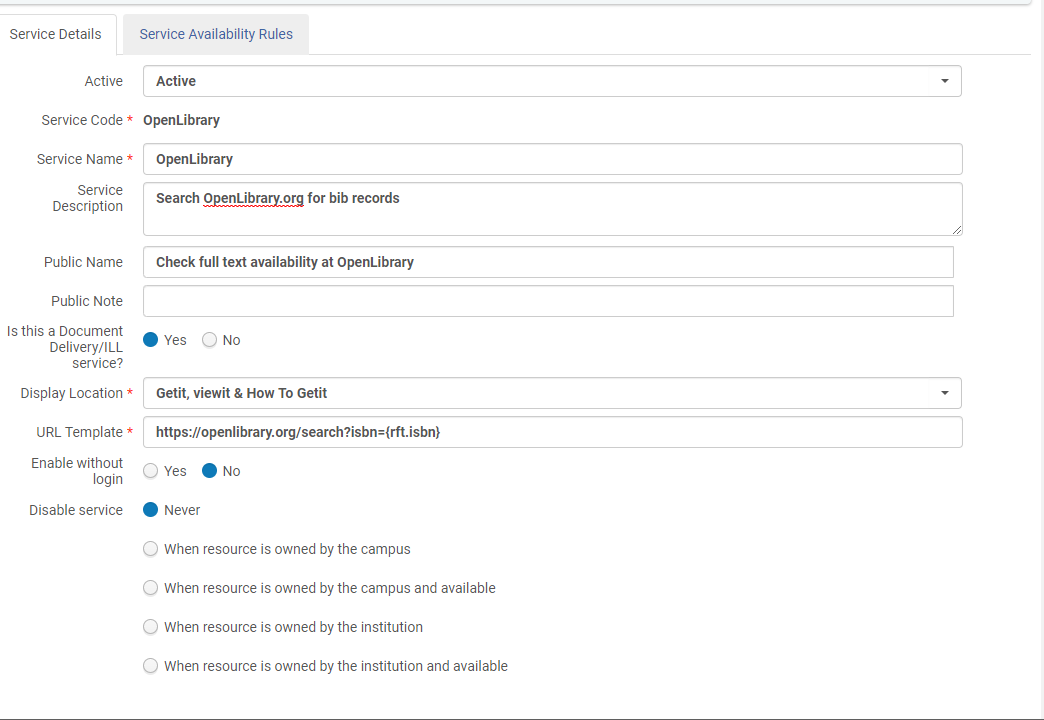 Service Details
Service Availability Rules
Active
Active
Service Code *
OpenLibrary
Service Name *
OpenLibrary
Service
Description
Search OpenLibrary.org for bib records
Public Name
Check full text availability at OpenLibrary
Public Note
Is this a Document
Delivery/ILL
service?
Yes
No
Display Location *
Getit, viewit & How To Getit
URL Template *
https://openlibrary.org/search?isbn={rft.isbn}
Enable without
login
Yes
No
Disable service
Never
When resource is owned by the campus
When resource is owned by the campus and available
When resource is owned by the institution
When resource is owned by the institution and available